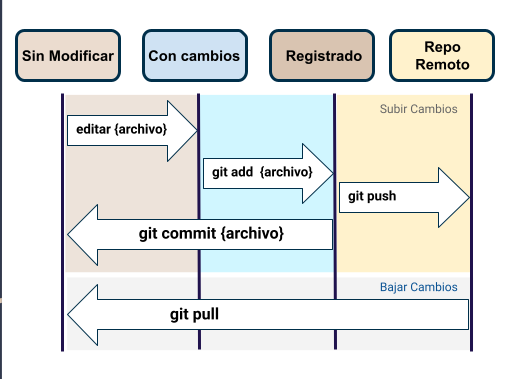 Sin Modificar
Con cambios
Registrado
Repo
Remoto
Subir Cambios
editar {archivo}
git add {archivo}
git push
git commit {archivo}
Bajar Cambios
git pull